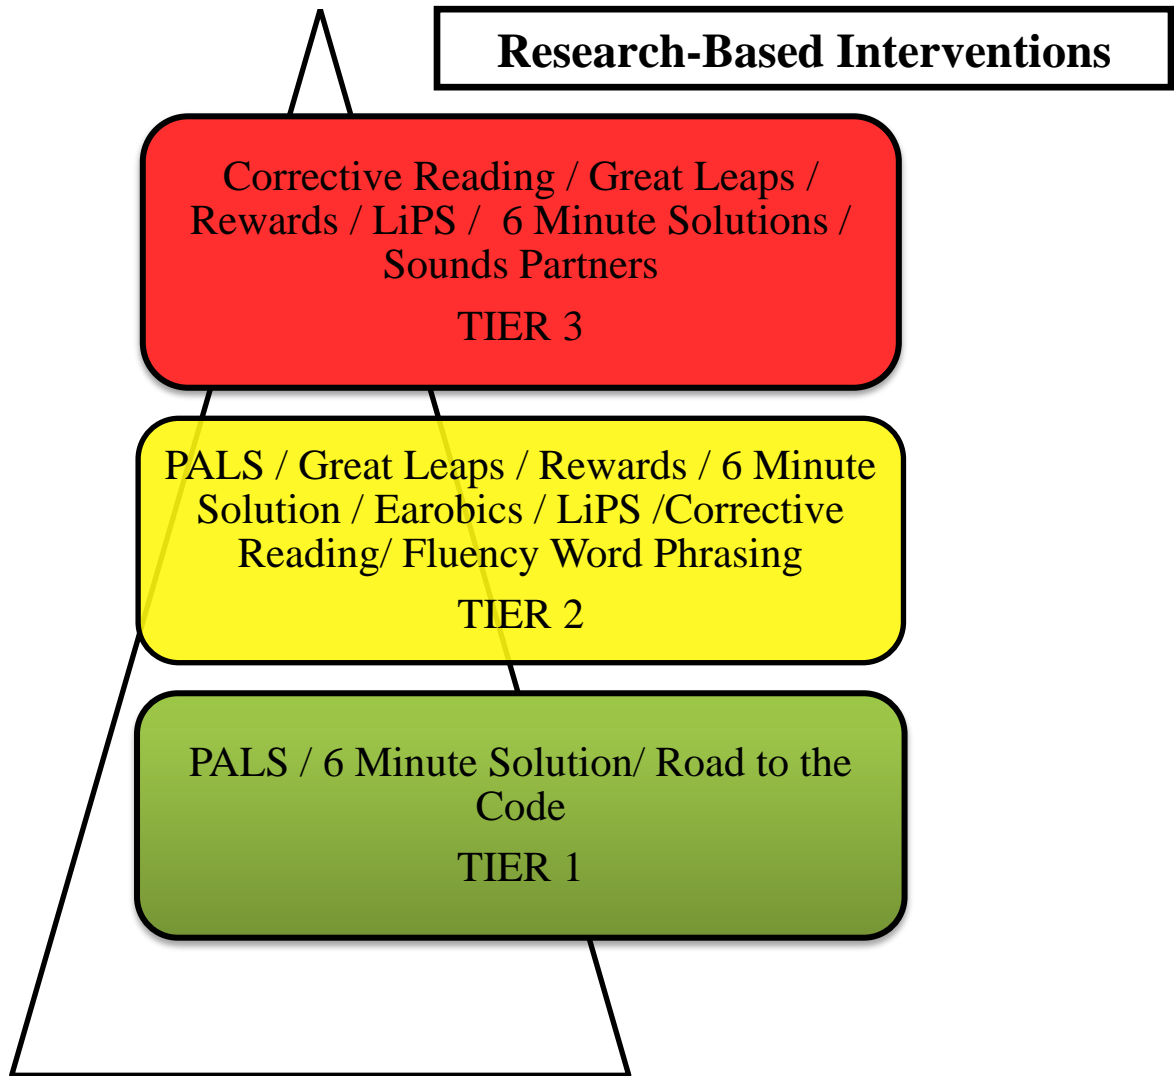 Research-Based Interventions
Corrective Reading / Great Leaps /
Rewards / LiPS /  6 Minute Solutions /
Sounds Partners
TIER 3
PALS / Great Leaps / Rewards / 6 Minute
Solution / Earobics / LiPS /Corrective
Reading/ Fluency Word Phrasing
TIER 2
PALS / 6 Minute Solution/ Road to the
Code
TIER 1